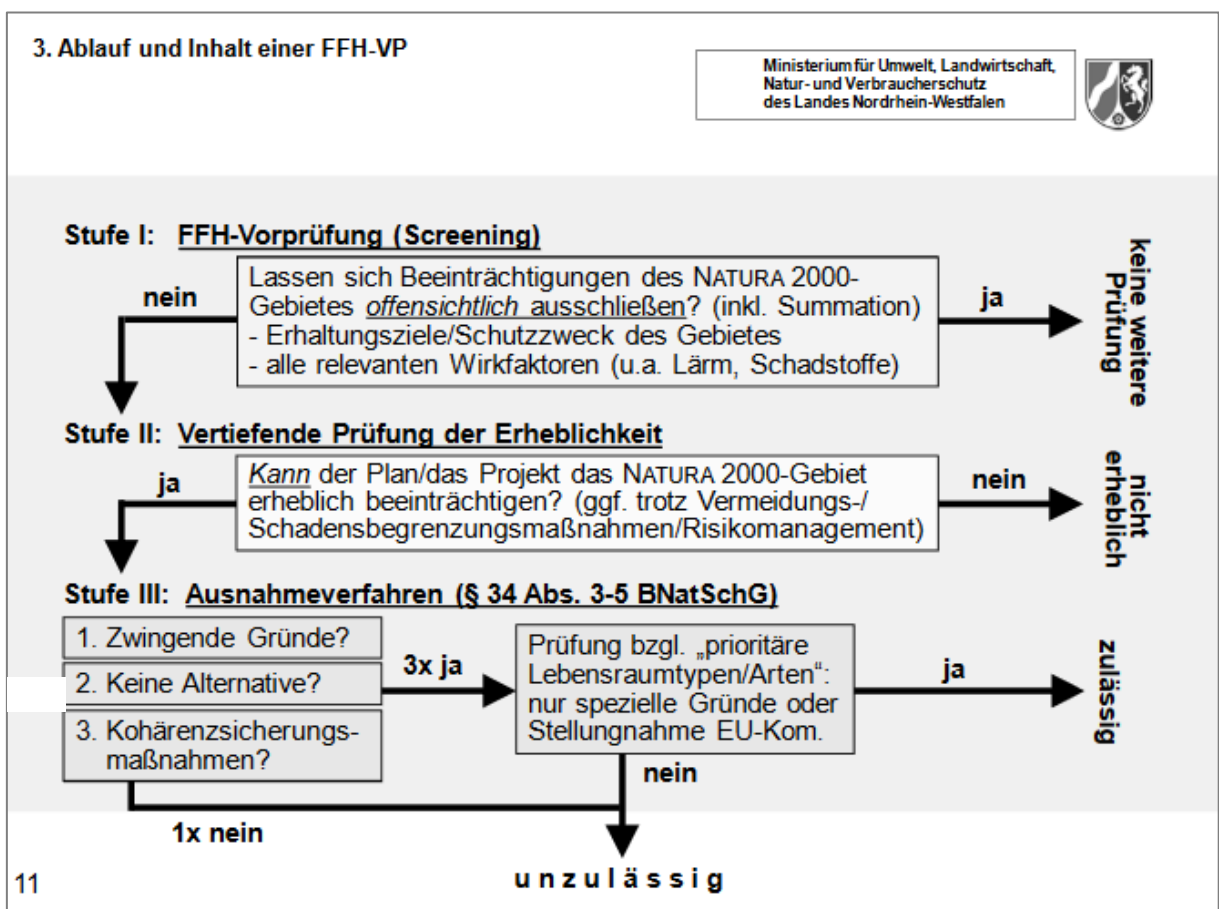 3. Ablauf und Inhalt einer FFH-VP
Ministerium für Umwelt, Landwirtschaft,
Natur- und Verbraucherschutz
des Landes Nordrhein-Westfalen
Stufe I: FFH-Vorprüfung (Screening)
nein
Lassen sich Beeinträchtigungen des NATURA 2000-
Gebietes offensichtlich ausschließen? (inkl. Summation)
- Erhaltungsziele/Schutzzweck des Gebietes
- alle relevanten Wirkfaktoren (u.a. Lärm, Schadstoffe)
ja
keine weitere
Prüfung
Stufe II: Vertiefende Prüfung der Erheblichkeit
ja
Kann der Plan/das Projekt das NATURA 2000-Gebiet
erheblich beeinträchtigen? (ggf. trotz Vermeidungs-/
Schadensbegrenzungsmaßnahmen/Risikomanagement)
nein
nicht
erheblich
Stufe III: Ausnahmeverfahren (§ 34 Abs. 3-5 BNatSchG)
1. Zwingende Gründe?
2. Keine Alternative?
3. Kohärenzsicherungs-
maßnahmen?
3x ja
Prüfung bzgl. „prioritäre
Lebensraumtypen/Arten“:
nur spezielle Gründe oder
Stellungnahme EU-Kom.
ja
zulässig
nein
1x nein
unzulässig
11